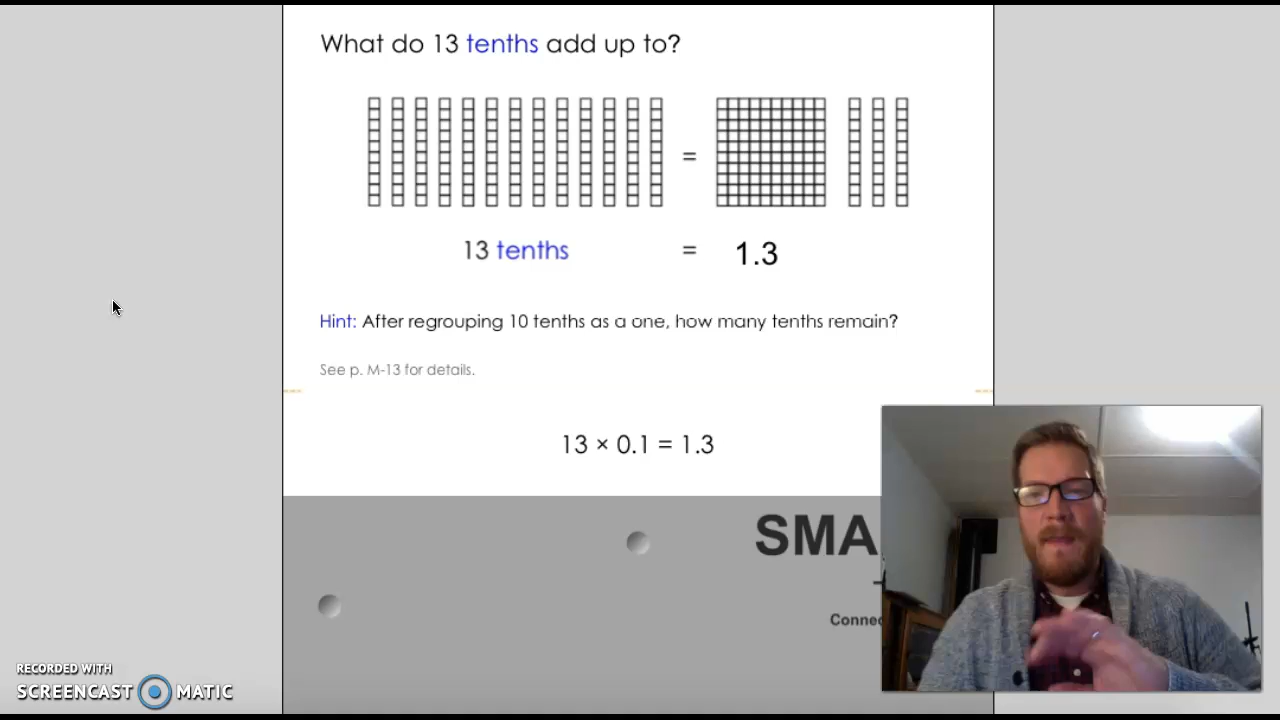 What do 13 tenths add up to?
=
13 tenths = 1.3
Hint: After regrouping 10 tenths as a one, how many tenths remain?
See p. M-13 for details.
13 × 0.1 = 1.3
SMA
Connec
RECORDED WITH
SCREENCAST MATIC